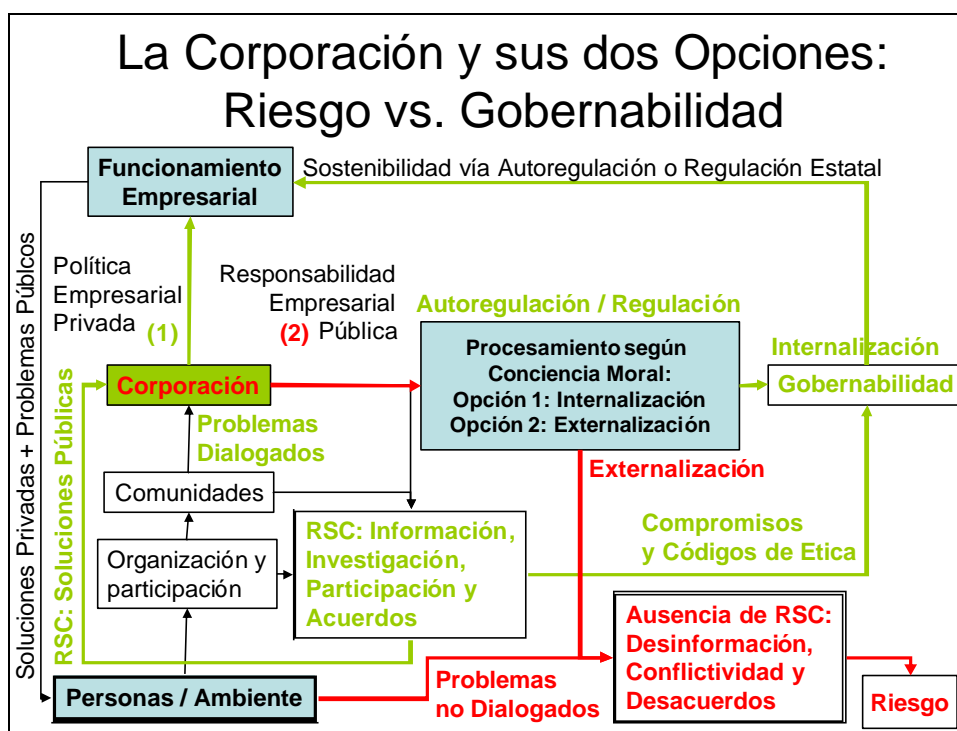 La Corporación y sus dos Opciones:
Riesgo vs. Gobernabilidad
Funcionamiento
Empresarial
Sostenibilidad vía Autoregulación o Regulación Estatal
Soluciones Privadas + Problemas Públcos
Política
Empresarial
Privada
(1)
Responsabilidad
Empresarial
(2) Pública
Autoregulación / Regulación
Procesamiento según
Conciencia Moral:
Opción 1: Internalización
Opción 2: Externalización
Internalización
Gobernabilidad
Corporación
RSC: Soluciones Públicas
Problemas
Dialogados
Externalización
Comunidades
RSC: Información,
Investigación,
Participación y
Acuerdos
Compromisos
y Códigos de Etica
Organización y
participación
Ausencia de RSC:
Desinformación,
Conflictividad y
Desacuerdos
Personas / Ambiente
Problemas
no Dialogados
Riesgo